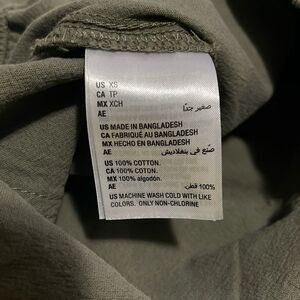 US XS
CA TP
MX XCH
AE صغير جدًا
US MADE IN BANGLADESH
CA FABRIQUÉ AU BANGLADESH
MX HECHO EN BANGLADESH
AE صُنع في بنغلاديش
US 100% COTTON.
CA 100% COTON.
MX 100% algodón.
AE 100% قطن.
US MACHINE WASH COLD WITH LIKE
COLORS. ONLY NON-CHLORINE